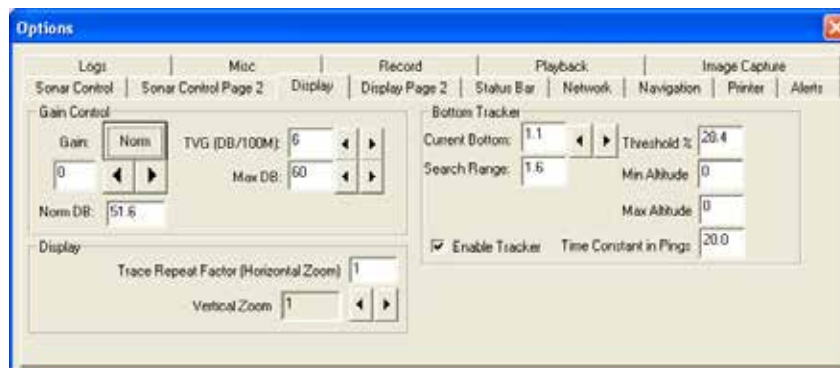 Options
Logs Misc Record Playback Image Capture
Sonar Control Sonar Control Page 2 Display Display Page 2 Status Bar Network Navigation Printer Alerts
Gain Control
Gain: Norm TVG (DB/100M): 6
0 Max DB: 60
Norm DB: 51.6
Display
Trace Repeat Factor (Horizontal Zoom) 1
Vertical Zoom 1
Bottom Tracker
Current Bottom: 1.1 Threshold % 28.4
Search Range: 1.6 Min Altitude 0
Max Altitude 0
Enable Tracker Time Constant in Pings 20.0